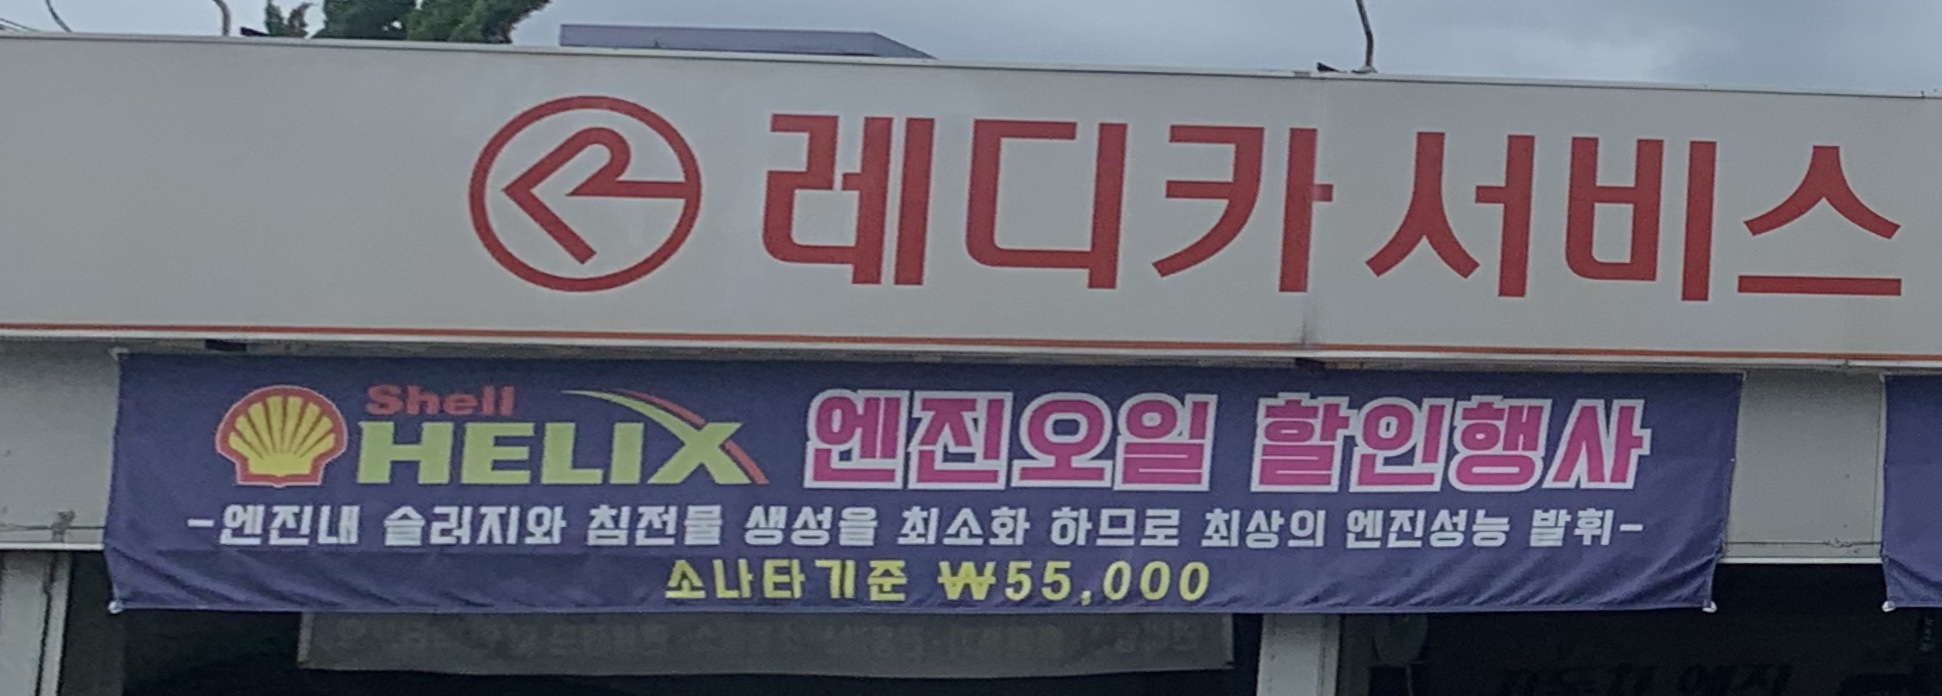 레디카서비스
Shell
HELIX 엔진오일 할인행사
-엔진내 슬러지와 침전물 생성을 최소화 하므로 최상의 엔진성능 발휘-
소나타기준 ₩55,000